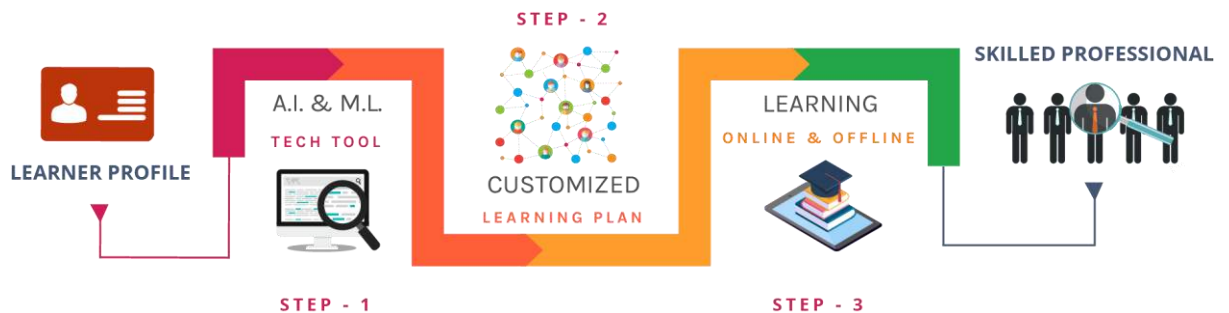 LEARNER PROFILE
A.I. & M.L.
TECH TOOL
STEP - 1
STEP - 2
CUSTOMIZED
LEARNING PLAN
LEARNING
ONLINE & OFFLINE
STEP - 3
SKILLED PROFESSIONAL